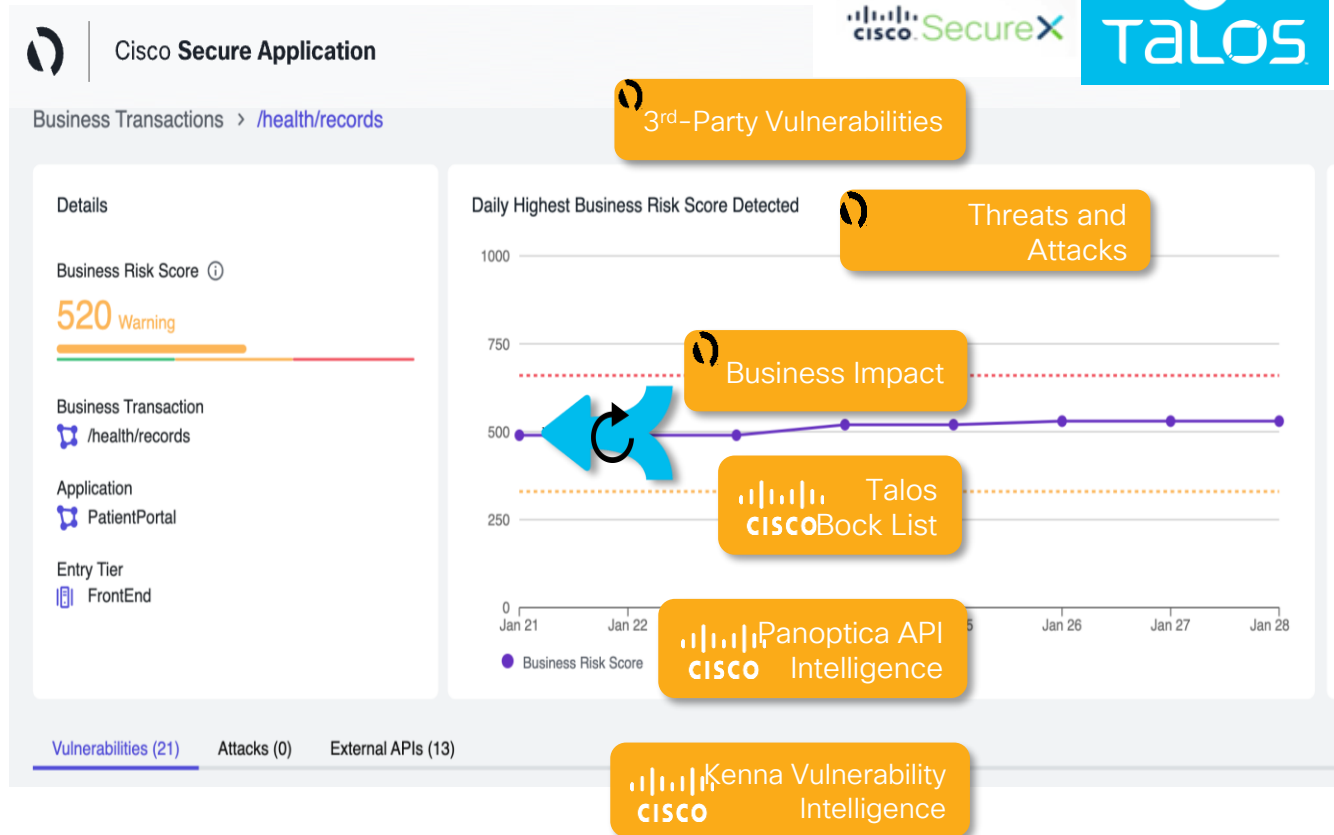 Cisco Secure Application
CISCO SecureX
TALOS
Business Transactions > /health/records
3rd-Party Vulnerabilities
Details
Business Risk Score
520 Warning
Business Transaction
/health/records
Application
PatientPortal
Entry Tier
FrontEnd
Daily Highest Business Risk Score Detected
Threats and
Attacks
1000
750
Business Impact
500
Talos
CISCO Bock List
250
0
Jan 21
Jan 22
5
Jan 26
Jan 27
Jan 28
Business Risk Score
Panoptica API
CISCO Intelligence
Vulnerabilities (21)
Attacks (0)
External APIs (13)
Kenna Vulnerability
CISCO Intelligence